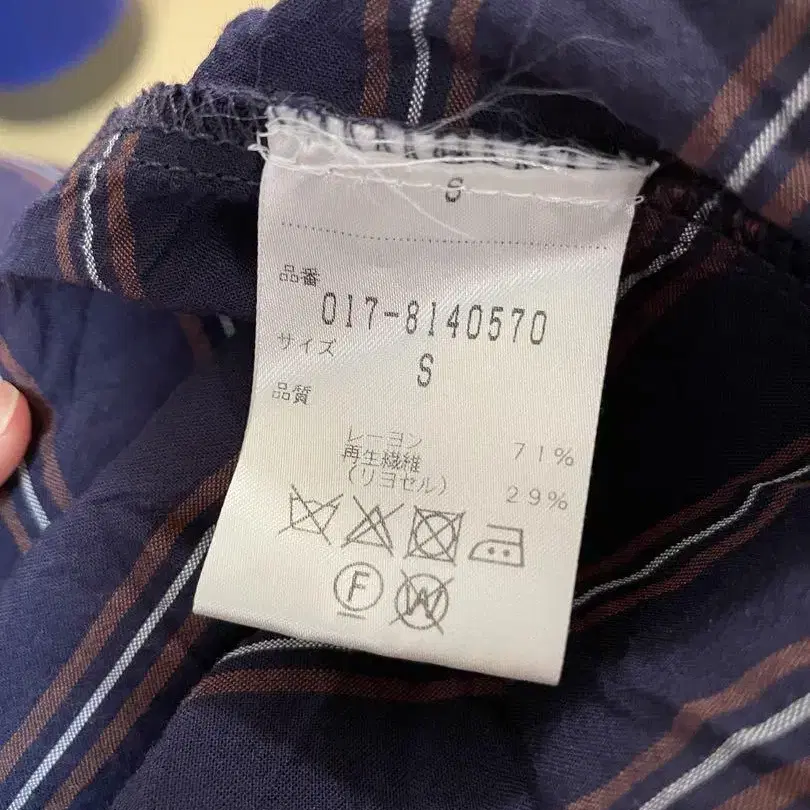 S
品番
017-8140570
サイズ
S
品質
レーヨン 71%
再生繊維
(リヨセル) 29%
F
W